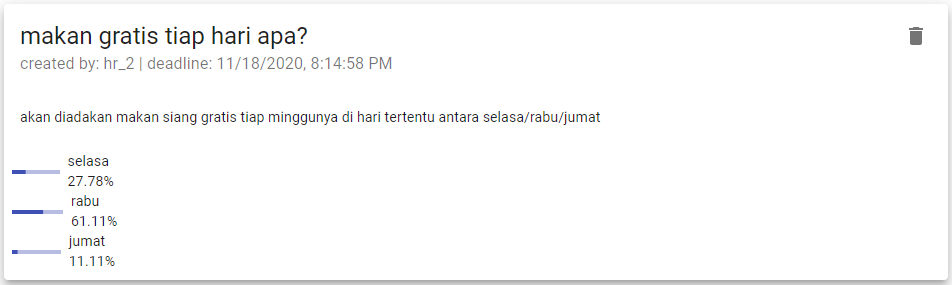 makan gratis tiap hari apa?
created by: hr_2 | deadline: 11/18/2020, 8:14:58 PM
akan diadakan makan siang gratis tiap minggunya di hari tertentu antara selasa/rabu/jumat
selasa
27.78%
rabu
61.11%
jumat
11.11%